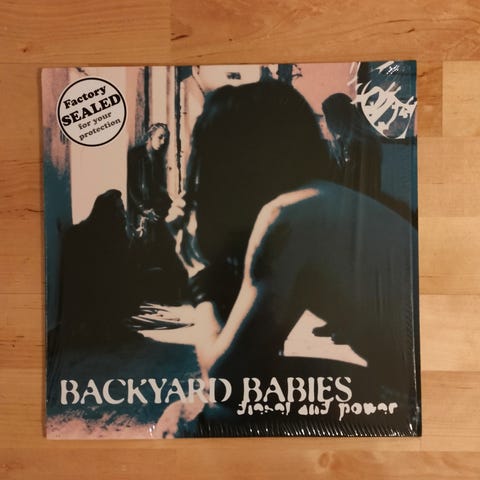 Factory
SEALED
for your
protection
BACKYARD BABIES
diesel and power